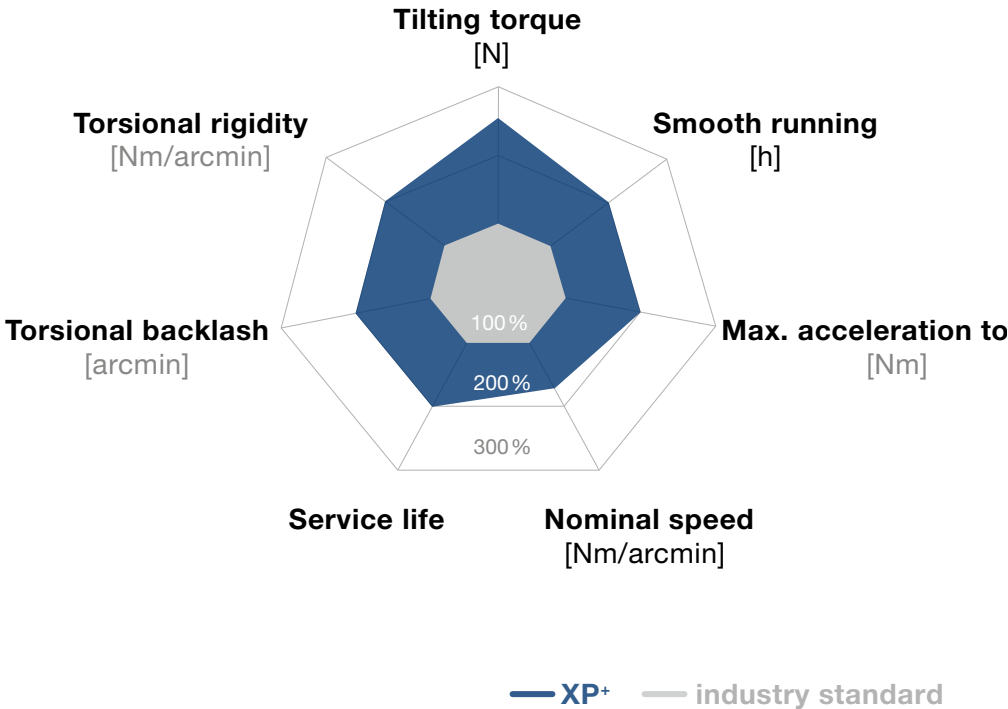 Tilting torque
[N]
Torsional rigidity
[Nm/arcmin]
Smooth running
[h]
Torsional backlash
[arcmin]
Max. acceleration to
[Nm]
100 %
200 %
300 %
Service life
Nominal speed
[Nm/arcmin]
XP⁺
industry standard